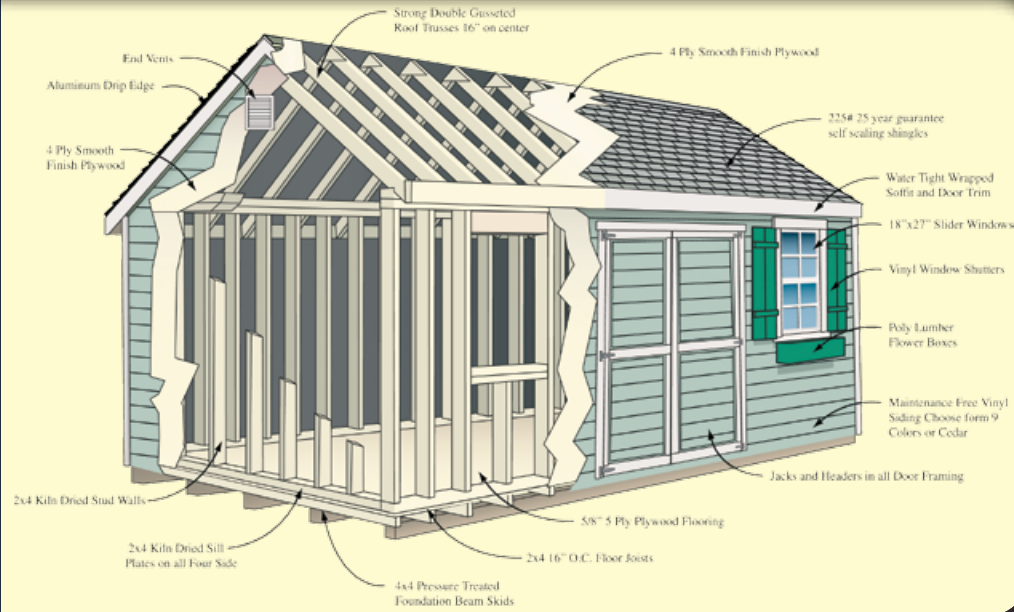 Strong Double Gusseted
Roof Trusses 16" on center
4 Ply Smooth Finish Plywood
End Vents
Aluminum Drip Edge
225# 25 year guarantee
self sealing shingles
4 Ply Smooth
Finish Plywood
Water Tight Wrapped
Soffit and Door Trim
18"x27" Slider Windows
Vinyl Window Shutters
Poly Lumber
Flower Boxes
Maintenance Free Vinyl
Siding Choose form 9
Colors or Cedar
Jacks and Headers in all Door Framing
2x4 Kiln Dried Stud Walls
5/8" 5 Ply Plywood Flooring
2x4 Kiln Dried Sill
Plates on all Four Side
2x4 16" O.C. Floor Joists
4x4 Pressure Treated
Foundation Beam Skids